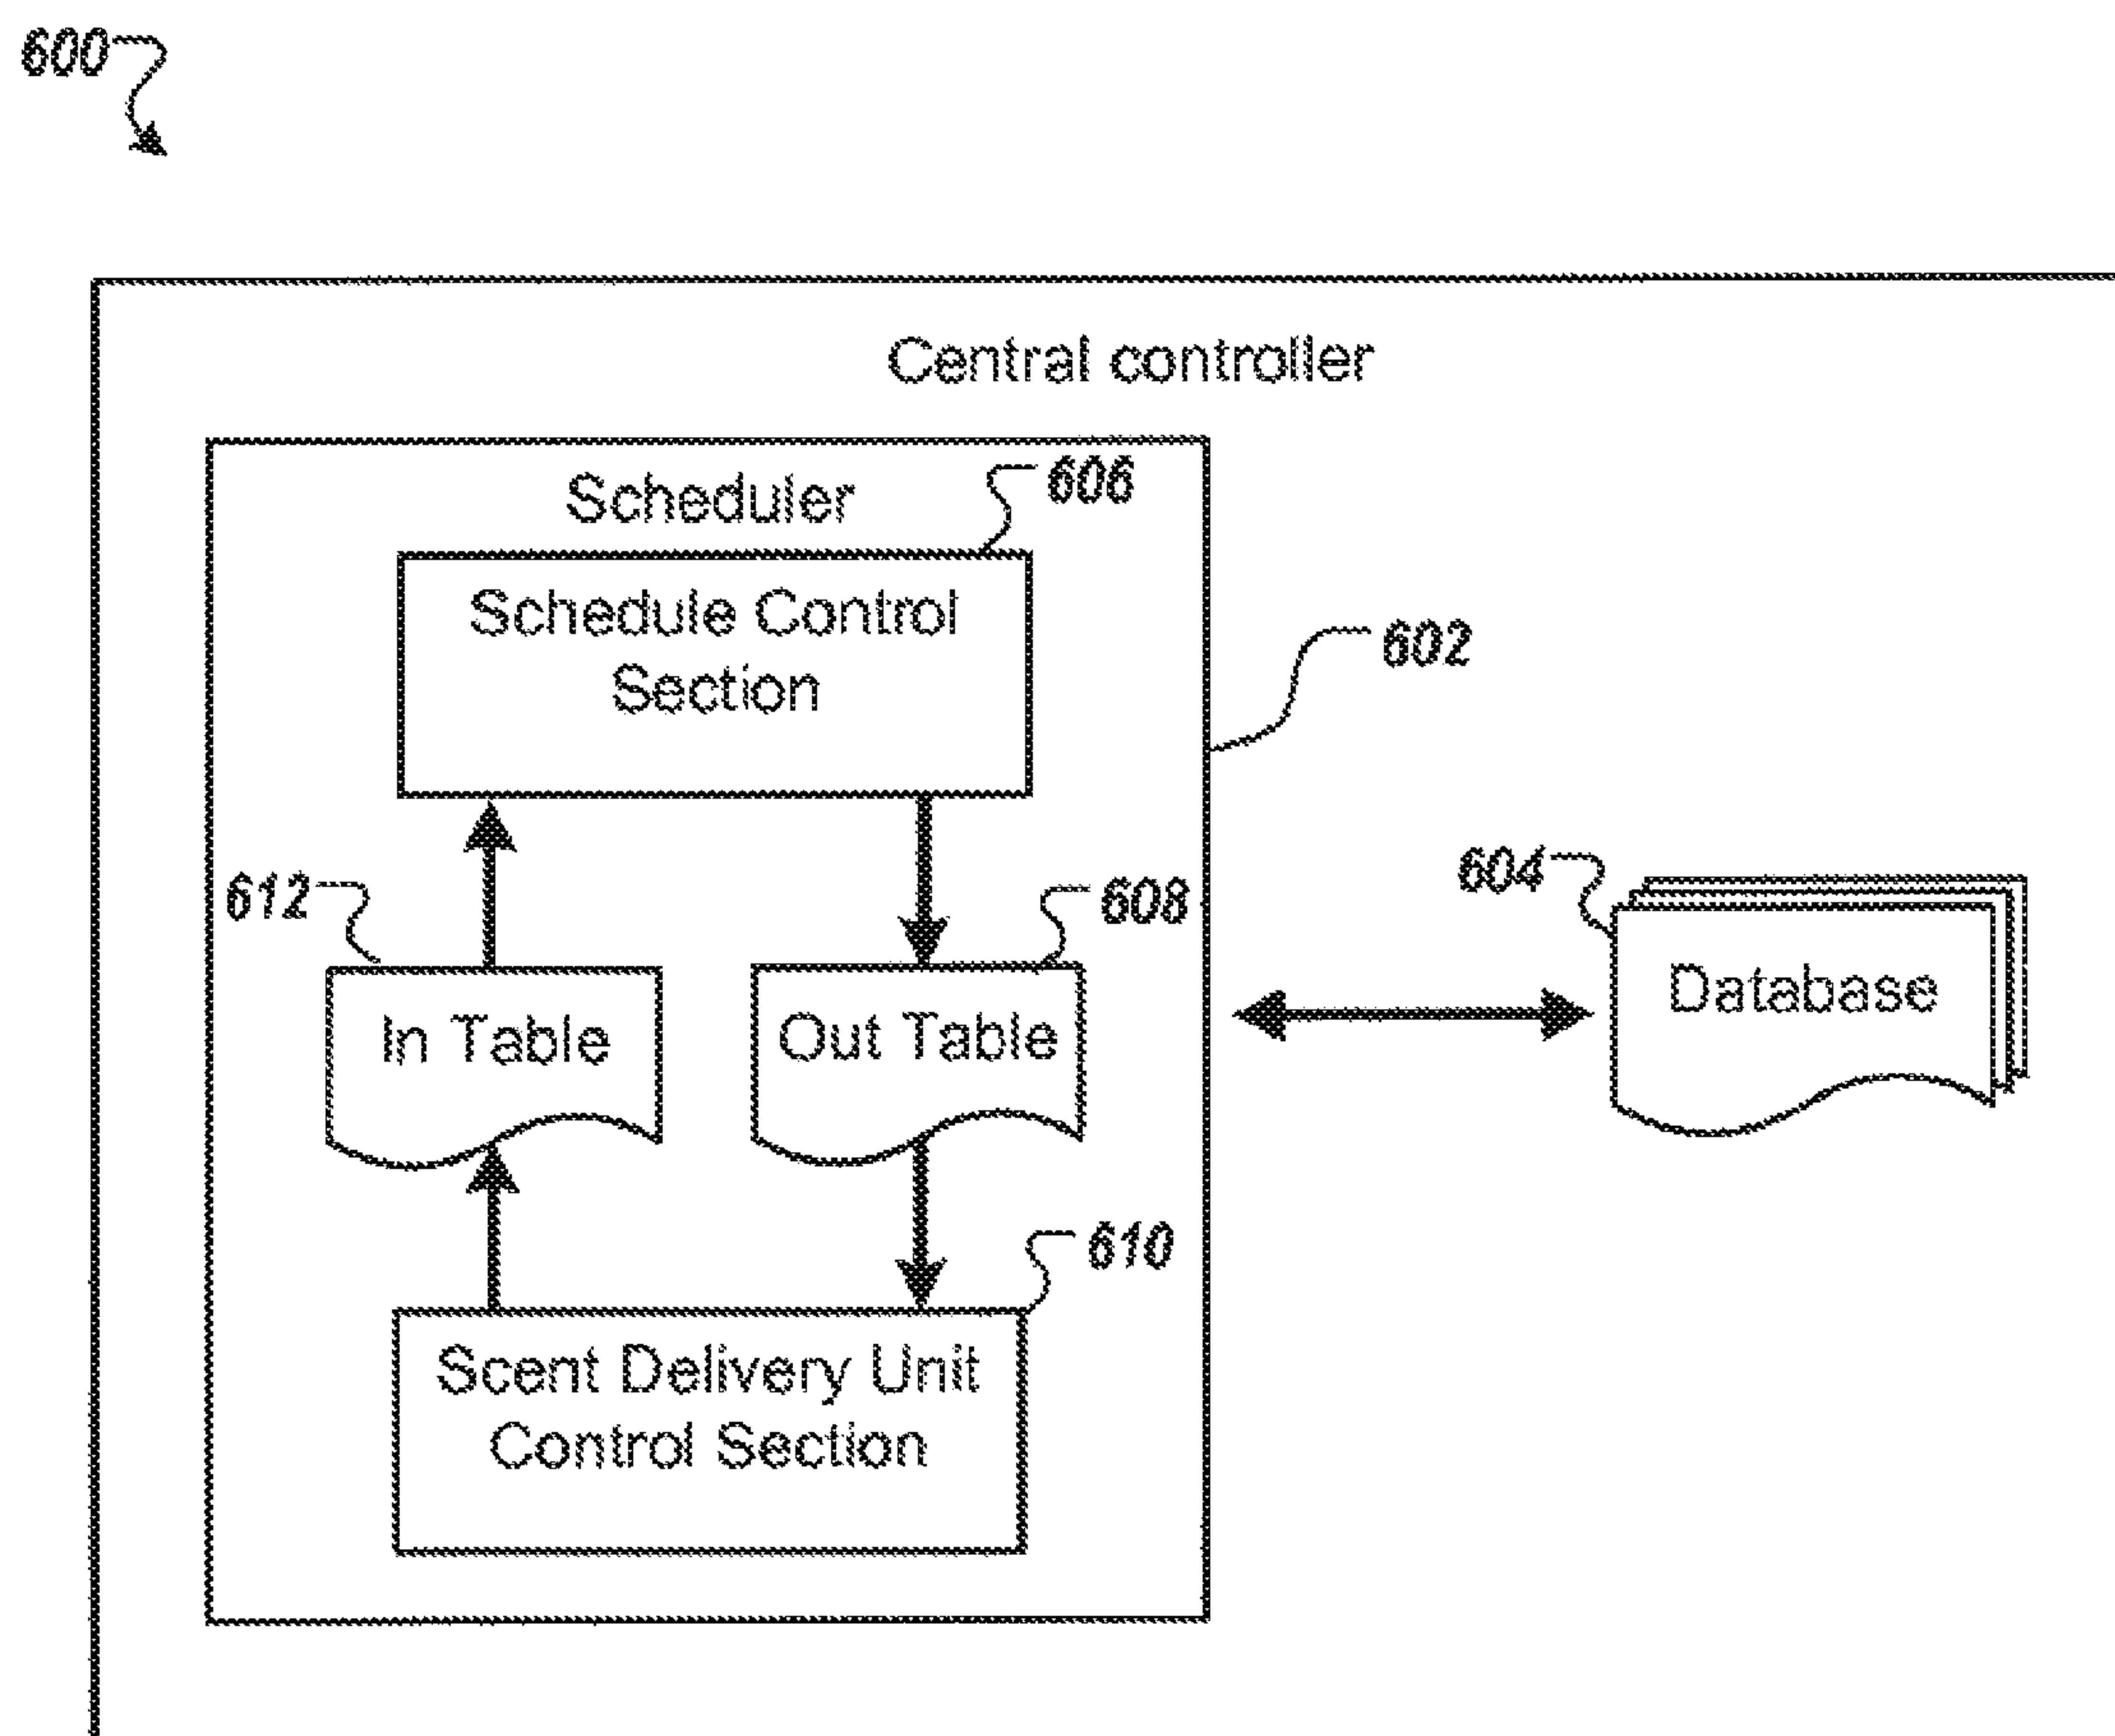 600
Central controller
Scheduler
606
Schedule Control
Section
602
612
608
604
In Table
Out Table
Database
610
Scent Delivery Unit
Control Section